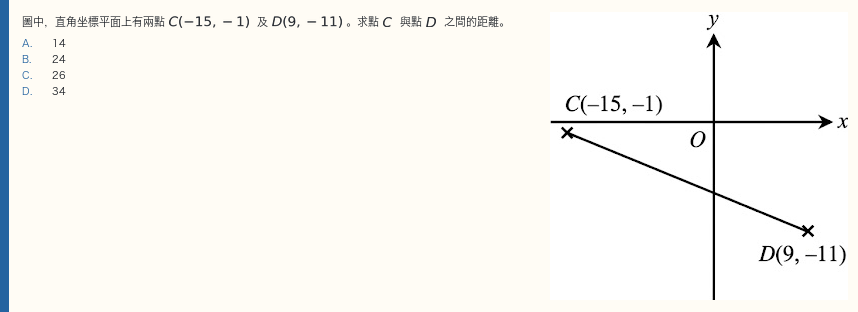 圖中，直角坐標平面上有兩點 C(−15, − 1) 及 D(9, − 11) 。求點 C 與點 D 之間的距離。
A. 14
B. 24
C. 26
D. 34
y
C(–15, –1)
x
O
D(9, –11)